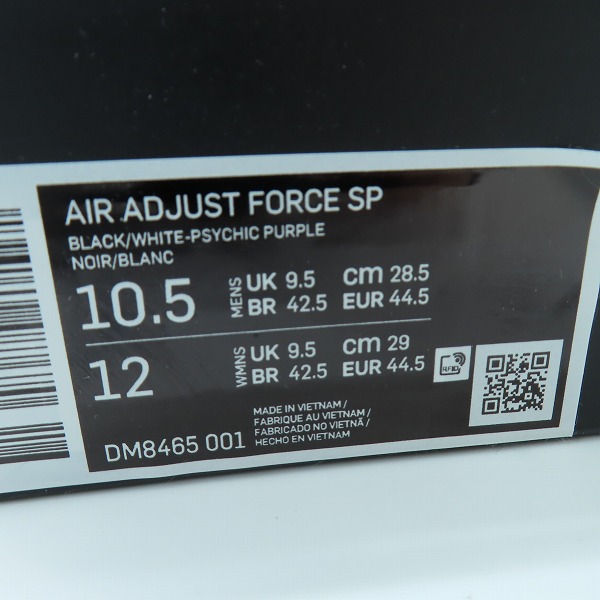 AIR ADJUST FORCE SP
BLACK/WHITE-PSYCHIC PURPLE
NOIR/BLANC
10.5 MENS UK 9.5 cm 28.5
BR 42.5 EUR 44.5
12 WMNS UK 9.5 cm 29
BR 42.5 EUR 44.5
RFID
MADE IN VIETNAM /
FABRIQUE AU VIETNAM /
FABRICADO NO VIETNÃ /
HECHO EN VIETNAM
DM8465 001